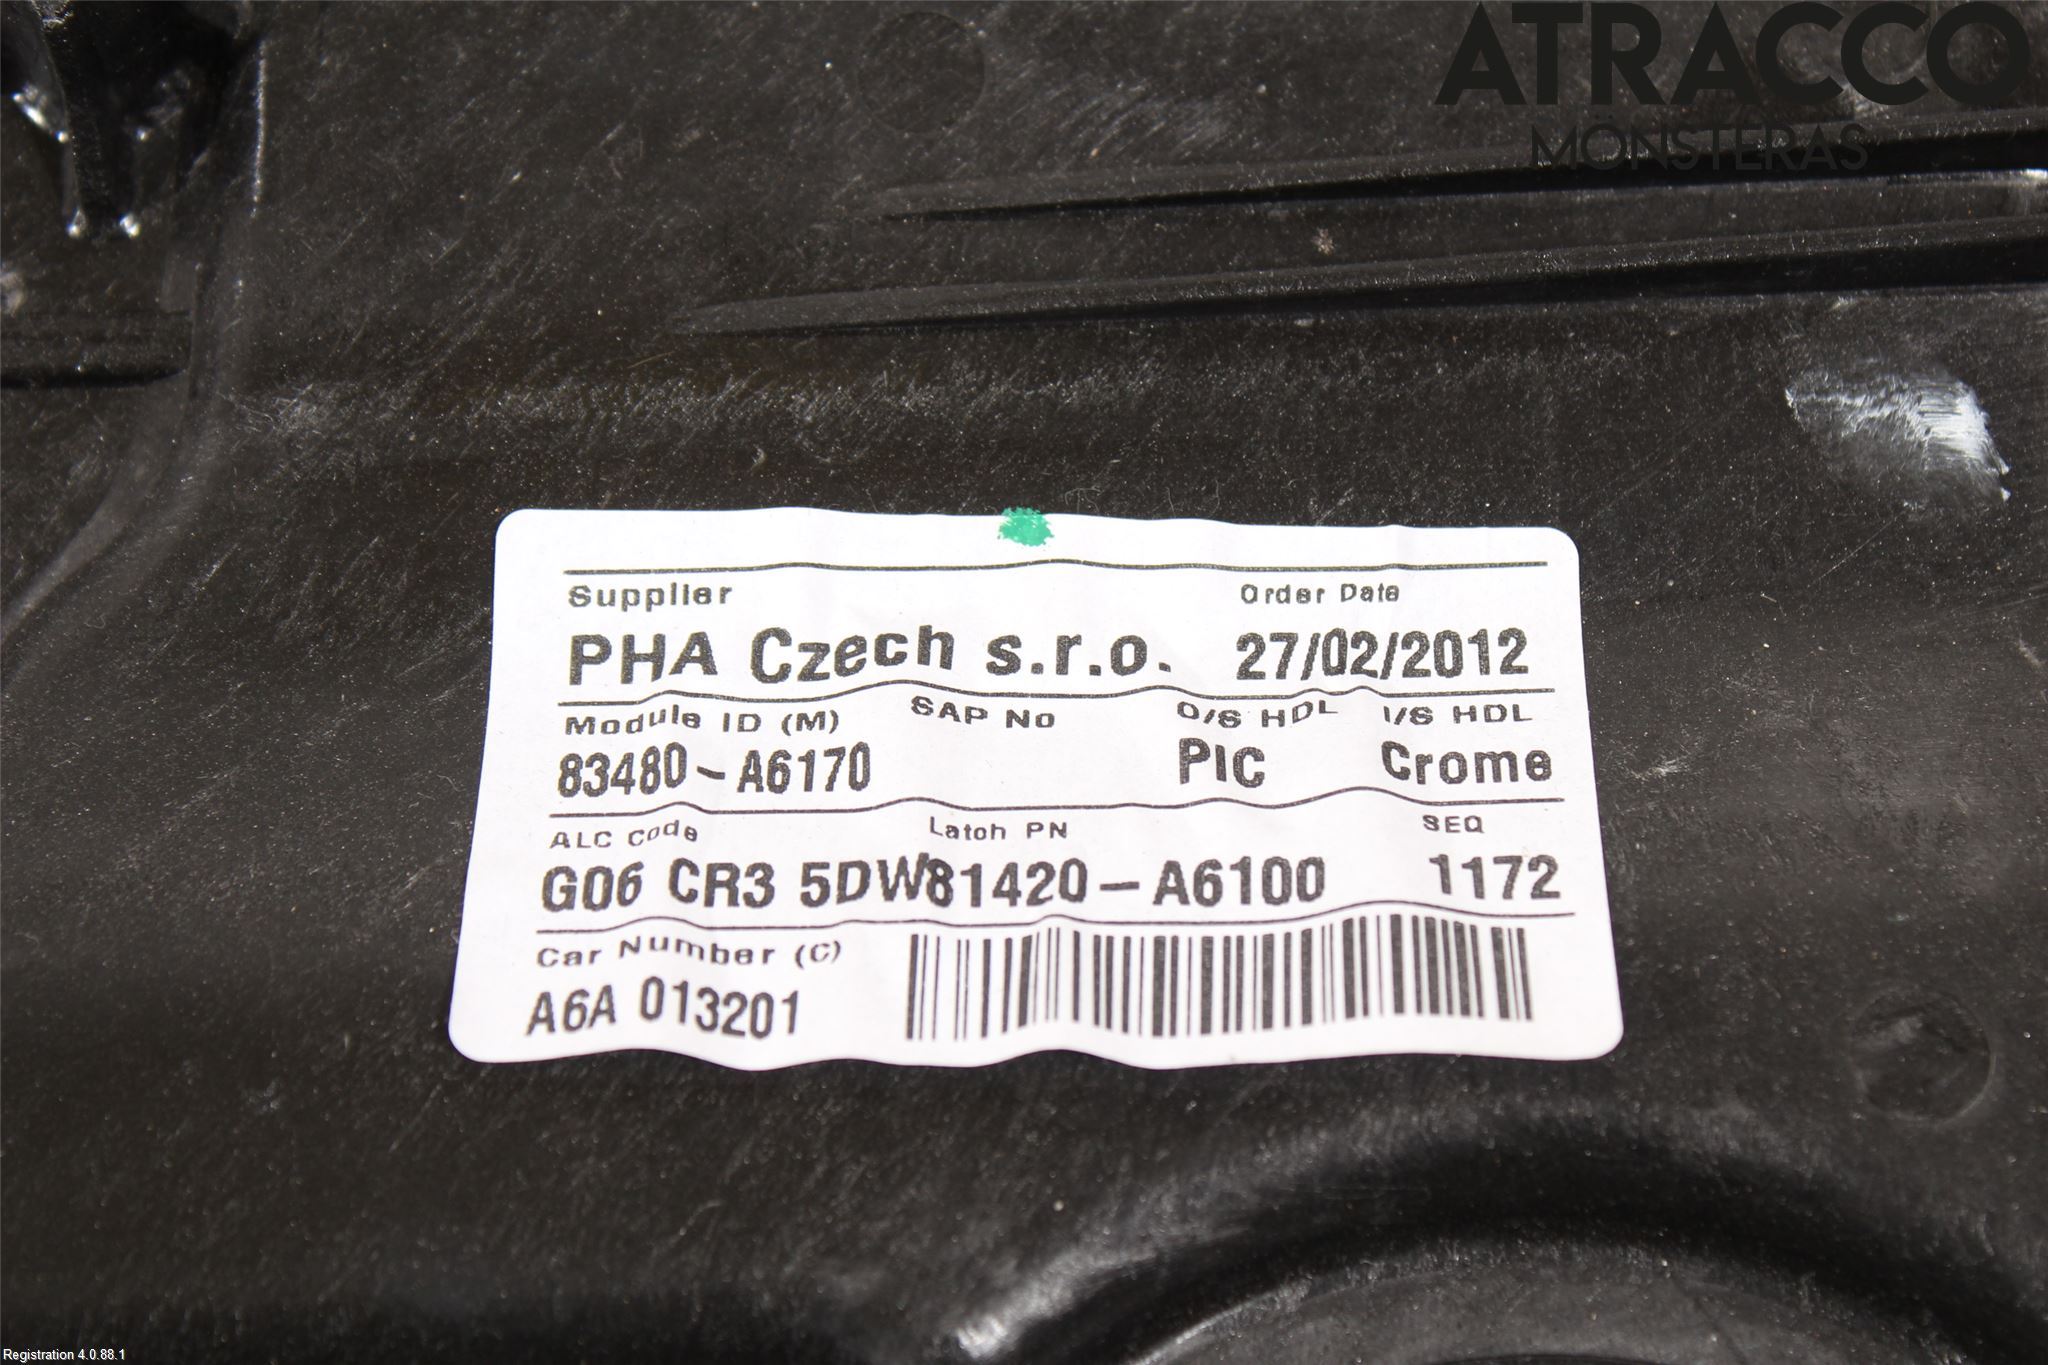 ATRACCO
MÖNSTERÅS
Supplier Order Date
PHA Czech s.r.o. 27/02/2012
Module ID (M) SAP No O/S HDL I/S HDL
83480-A6170 PIC Crome
ALC code Latch PN SEQ
G06 CR3 5DW81420-A6100 1172
Car Number (C)
A6A 013201
Registration 4.0.88.1